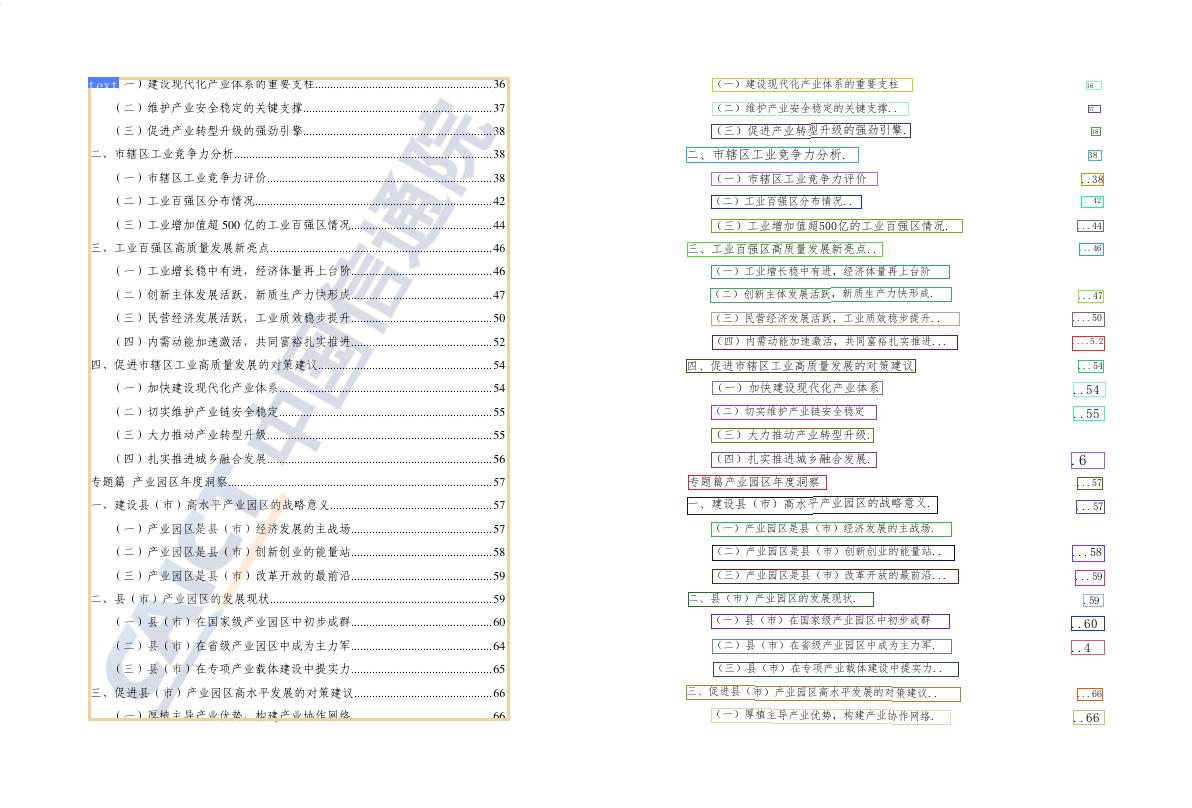 text
一）建设现代化产业体系的重要支柱........................36
（二）维护产业安全稳定的关键支撑........................37
（三）促进产业转型升级的强劲引擎........................38
二、市辖区工业竞争力分析........................38
（一）市辖区工业竞争力评价........................38
（二）工业百强区分布情况........................42
（三）工业增加值超 500 亿的工业百强区情况........................44
三、工业百强区高质量发展新亮点........................46
（一）工业增长稳中有进，经济体量再上台阶........................46
（二）创新主体发展活跃，新质生产力快形成........................47
（三）民营经济发展活跃，工业质效稳步提升........................50
（四）内需动能加速激活，共同富裕扎实推进........................52
四、促进市辖区工业高质量发展的对策建议........................54
（一）加快建设现代化产业体系........................54
（二）切实维护产业链安全稳定........................55
（三）大力推动产业转型升级........................55
（四）扎实推进城乡融合发展........................56
专题篇 产业园区年度洞察........................57
一、建设县（市）高水平产业园区的战略意义........................57
（一）产业园区是县（市）经济发展的主战场........................57
（二）产业园区是县（市）创新创业的能量站........................58
（三）产业园区是县（市）改革开放的最前沿........................59
二、县（市）产业园区的发展现状........................59
（一）县（市）在国家级产业园区中初步成群........................60
（二）县（市）在省级产业园区中成为主力军........................64
（三）县（市）在专项产业载体建设中提实力........................65
三、促进县（市）产业园区高水平发展的对策建议........................66
（一）厚植主导产业优势，构建产业协作网络........................66
CAICT 中國信通院
（一）建设现代化产业体系的重要支柱 36
（二）维护产业安全稳定的关键支撑.. 37
（三）促进产业转型升级的强劲引擎. 38
二、市辖区工业竞争力分析. 38
（一）市辖区工业竞争力评价 ..38
（二）工业百强区分布情况.. .. 42
（三）工业增加值超500亿的工业百强区情况. ...44
三、工业百强区高质量发展新亮点.. ...46
（一）工业增长稳中有进，经济体量再上台阶
（二）创新主体发展活跃，新质生产力快形成. ...47
（三）民营经济发展活跃，工业质效稳步提升.. ....50
（四）内需动能加速激活，共同富裕扎实推进... ....5.2
四、促进市辖区工业高质量发展的对策建议 ...54
（一）加快建设现代化产业体系 ..54
（二）切实维护产业链安全稳定 ..55
（三）大力推动产业转型升级.
（四）扎实推进城乡融合发展. .6
专题篇产业园区年度洞察 ...57
一、建设县（市）高水平产业园区的战略意义. ..57
（一）产业园区是县（市）经济发展的主战场.
（二）产业园区是县（市）创新创业的能量站.. ..58
（三）产业园区是县（市）改革开放的最前沿... ...59
二、县（市）产业园区的发展现状. .59
（一）县（市）在国家级产业园区中初步成群 ..60
（二）县（市）在省级产业园区中成为主力军. ..4
（三）县（市）在专项产业载体建设中提实力..
三、促进县（市）产业园区高水平发展的对策建议.. ...66
（一）厚植主导产业优势，构建产业协作网络. ..66